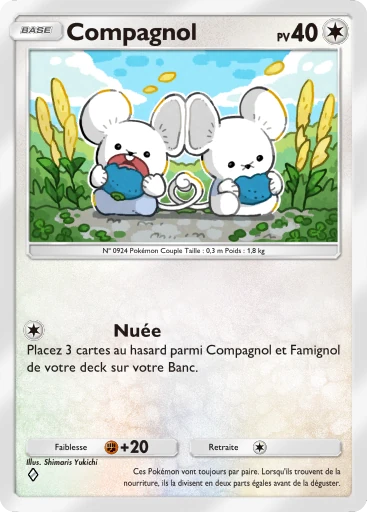 BASE Compagnol PV 40
N° 0924 Pokémon Couple Taille : 0,3 m Poids : 1,8 kg
Nuée
Placez 3 cartes au hasard parmi Compagnol et Famignol
de votre deck sur votre Banc.
Faiblesse +20 Retraite
Illus. Shimaris Yukichi
Ces Pokémon vont toujours par paire. Lorsqu'ils trouvent de la
nourriture, ils la divisent en deux parts égales avant de la déguster.